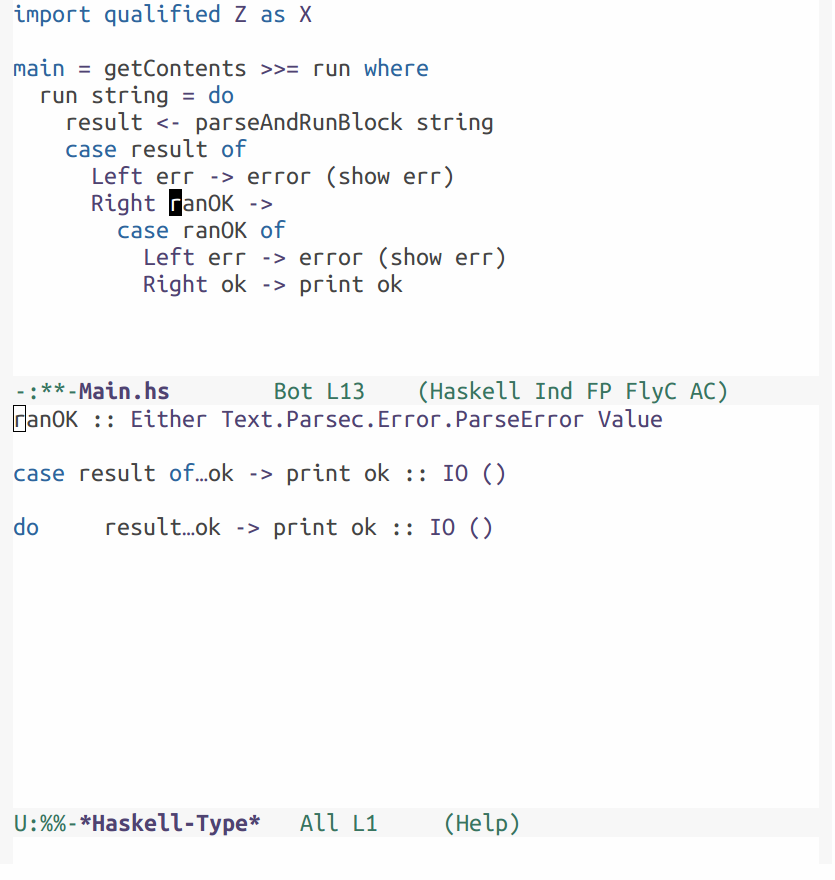 import qualified Z as X
main = getContents >>= run where
  run string = do
    result <- parseAndRunBlock string
    case result of
      Left err -> error (show err)
      Right ranOK ->
        case ranOK of
          Left err -> error (show err)
          Right ok -> print ok
-:**-Main.hs        Bot L13    (Haskell Ind FP FlyC AC)
ranOK :: Either Text.Parsec.Error.ParseError Value
case result of…ok -> print ok :: IO ()
do     result…ok -> print ok :: IO ()
U:%%-*Haskell-Type*   All L1     (Help)